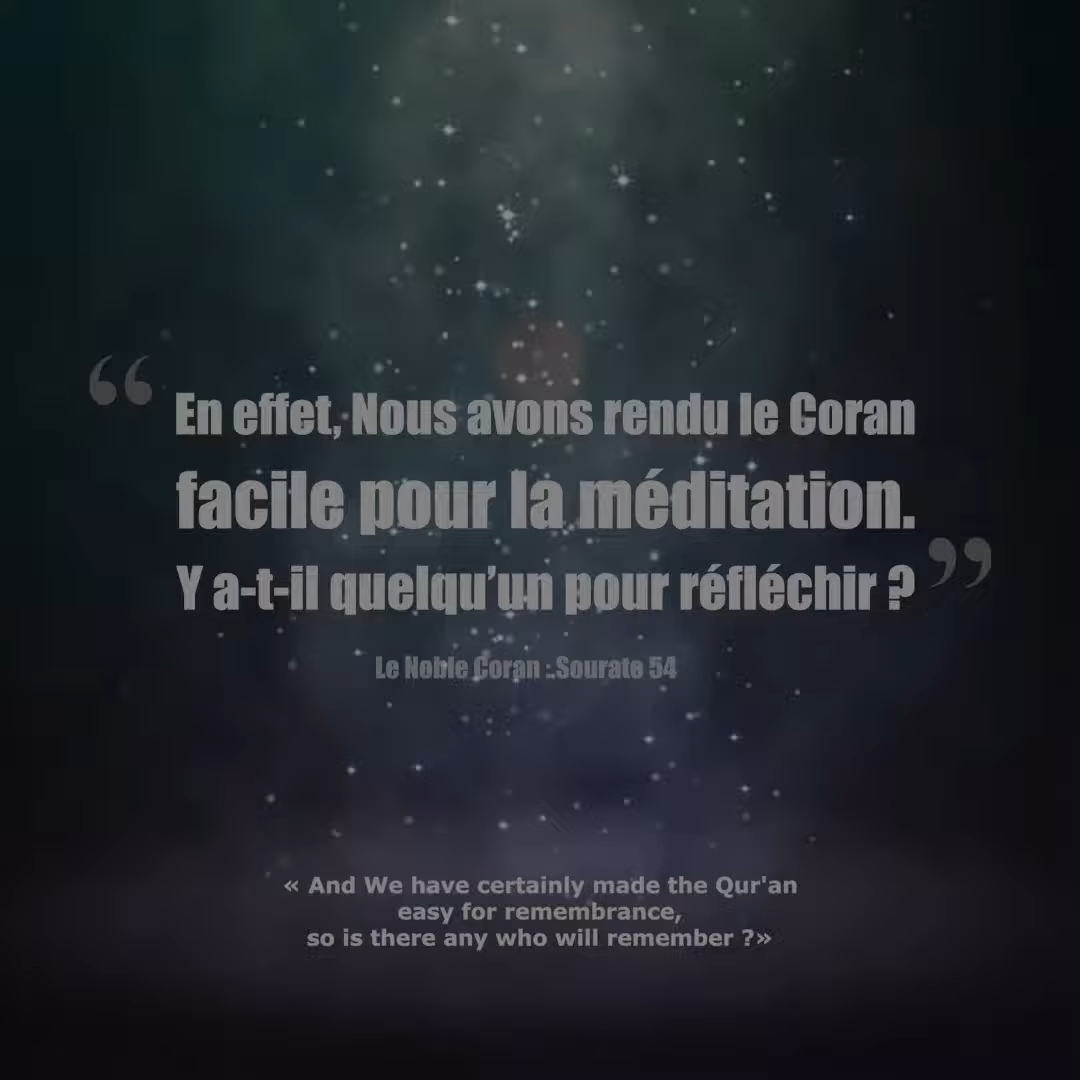 “ En effet, Nous avons rendu le Coran
facile pour la méditation.
Y a-t-il quelqu’un pour réfléchir ? ”
Le Noble Coran : Sourate 54
« And We have certainly made the Qur'an
easy for remembrance,
so is there any who will remember ?»